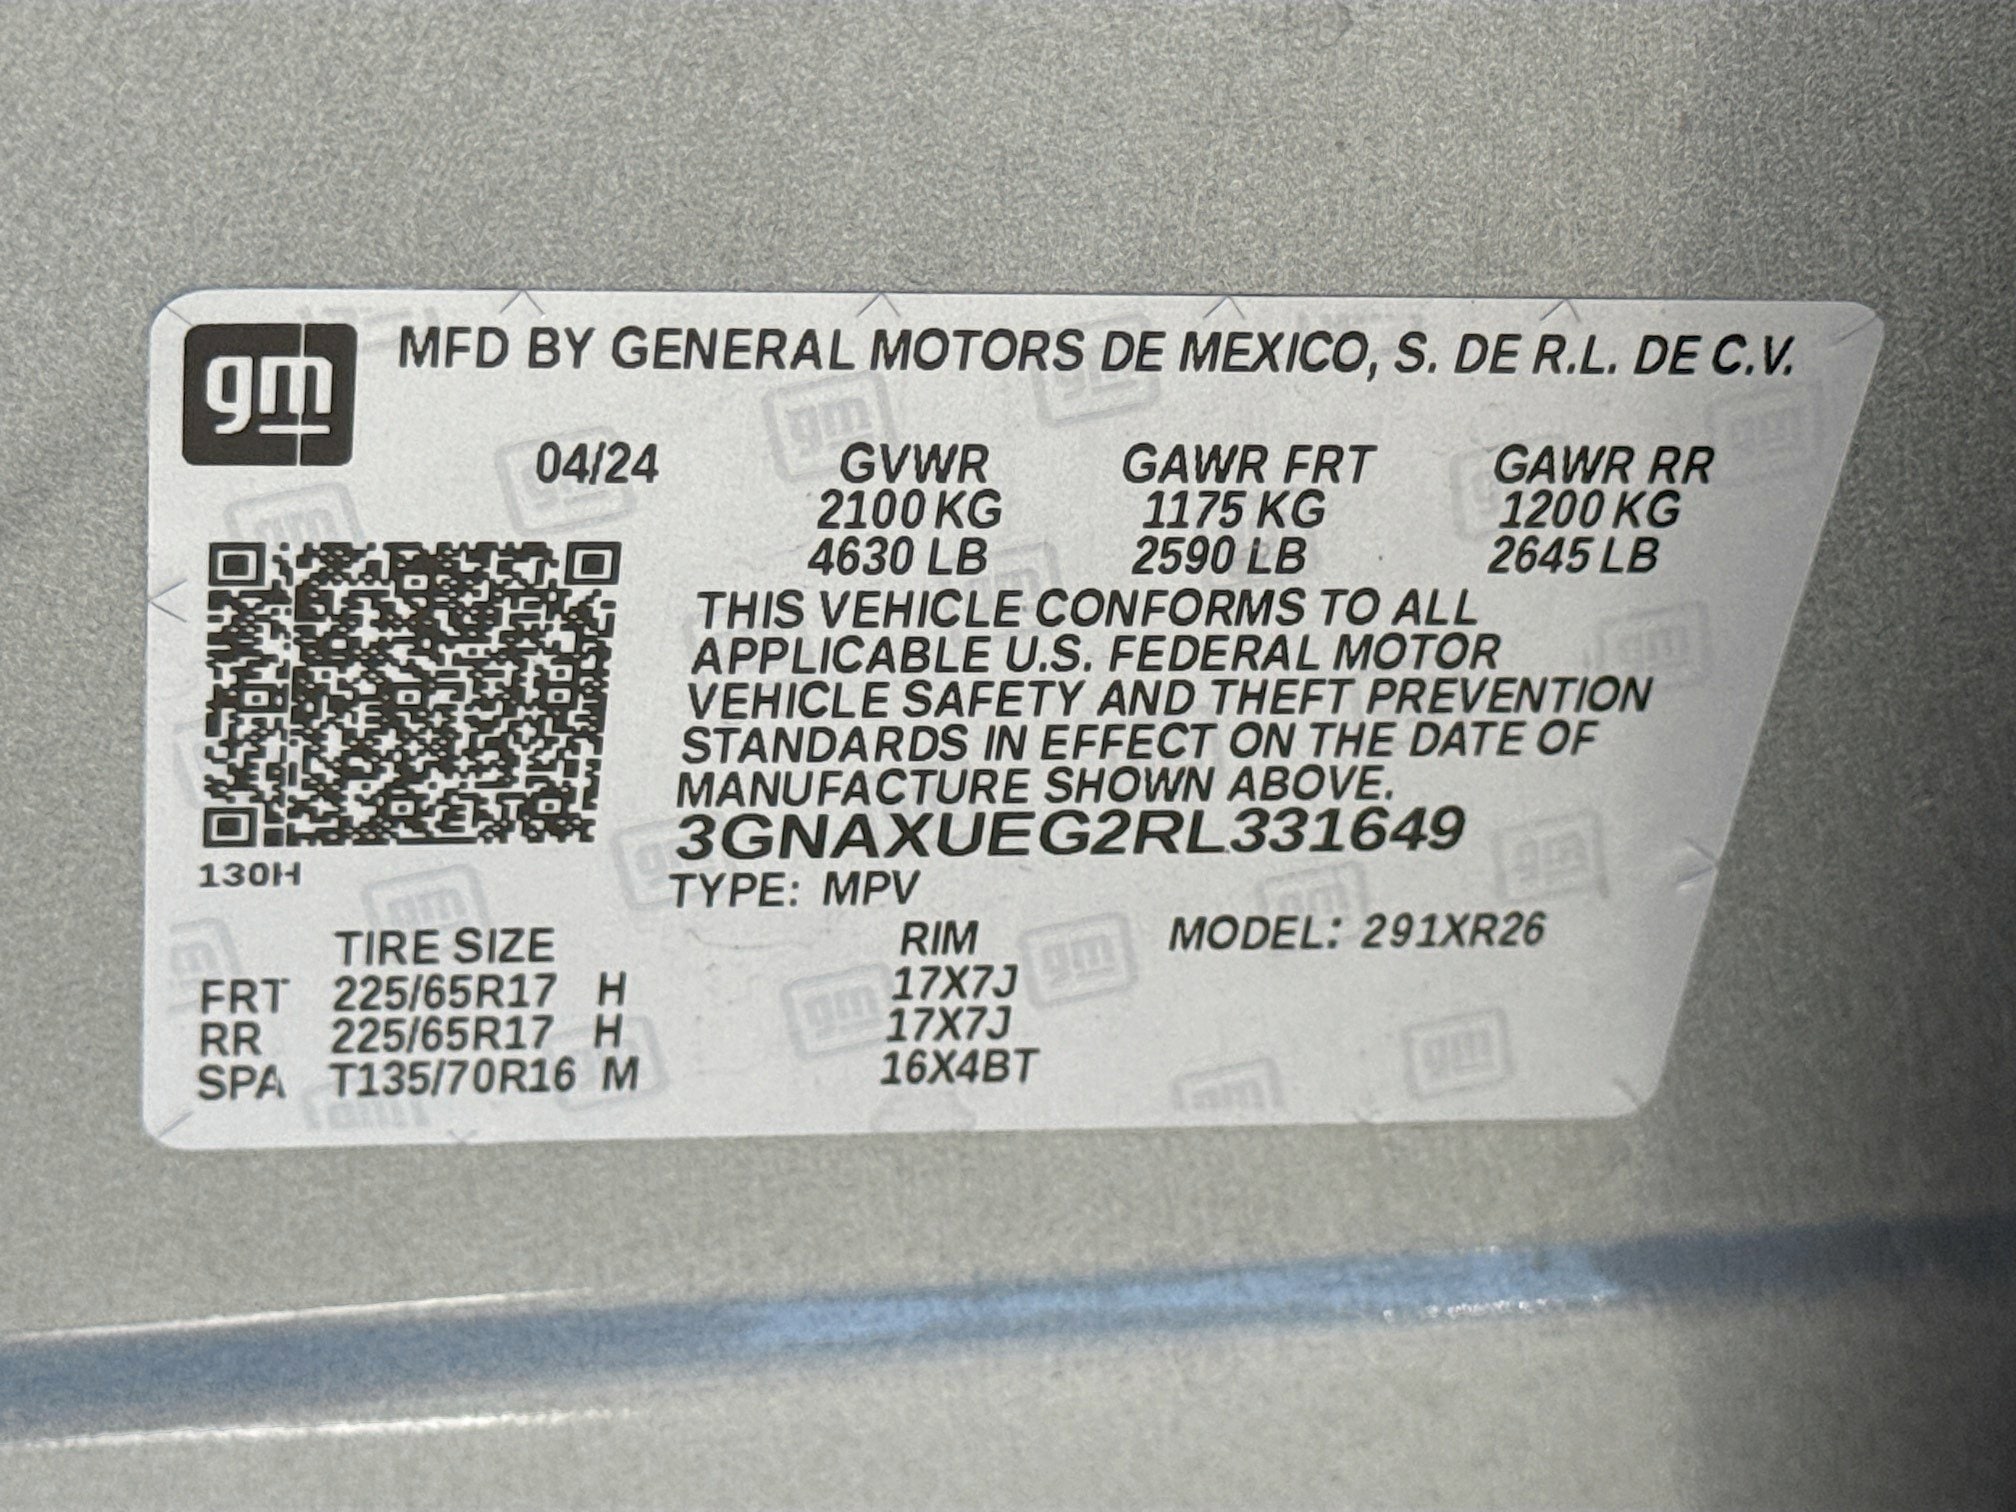 gm
MFD BY GENERAL MOTORS DE MEXICO, S. DE R.L. DE C.V.
04/24 GVWR GAWR FRT GAWR RR
2100 KG 1175 KG 1200 KG
4630 LB 2590 LB 2645 LB
THIS VEHICLE CONFORMS TO ALL
APPLICABLE U.S. FEDERAL MOTOR
VEHICLE SAFETY AND THEFT PREVENTION
STANDARDS IN EFFECT ON THE DATE OF
MANUFACTURE SHOWN ABOVE.
3GNAXUEG2RL331649
130H
TYPE: MPV
TIRE SIZE RIM MODEL: 291XR26
FRT 225/65R17 H 17X7J
RR 225/65R17 H 17X7J
SPA T135/70R16 M 16X4BT